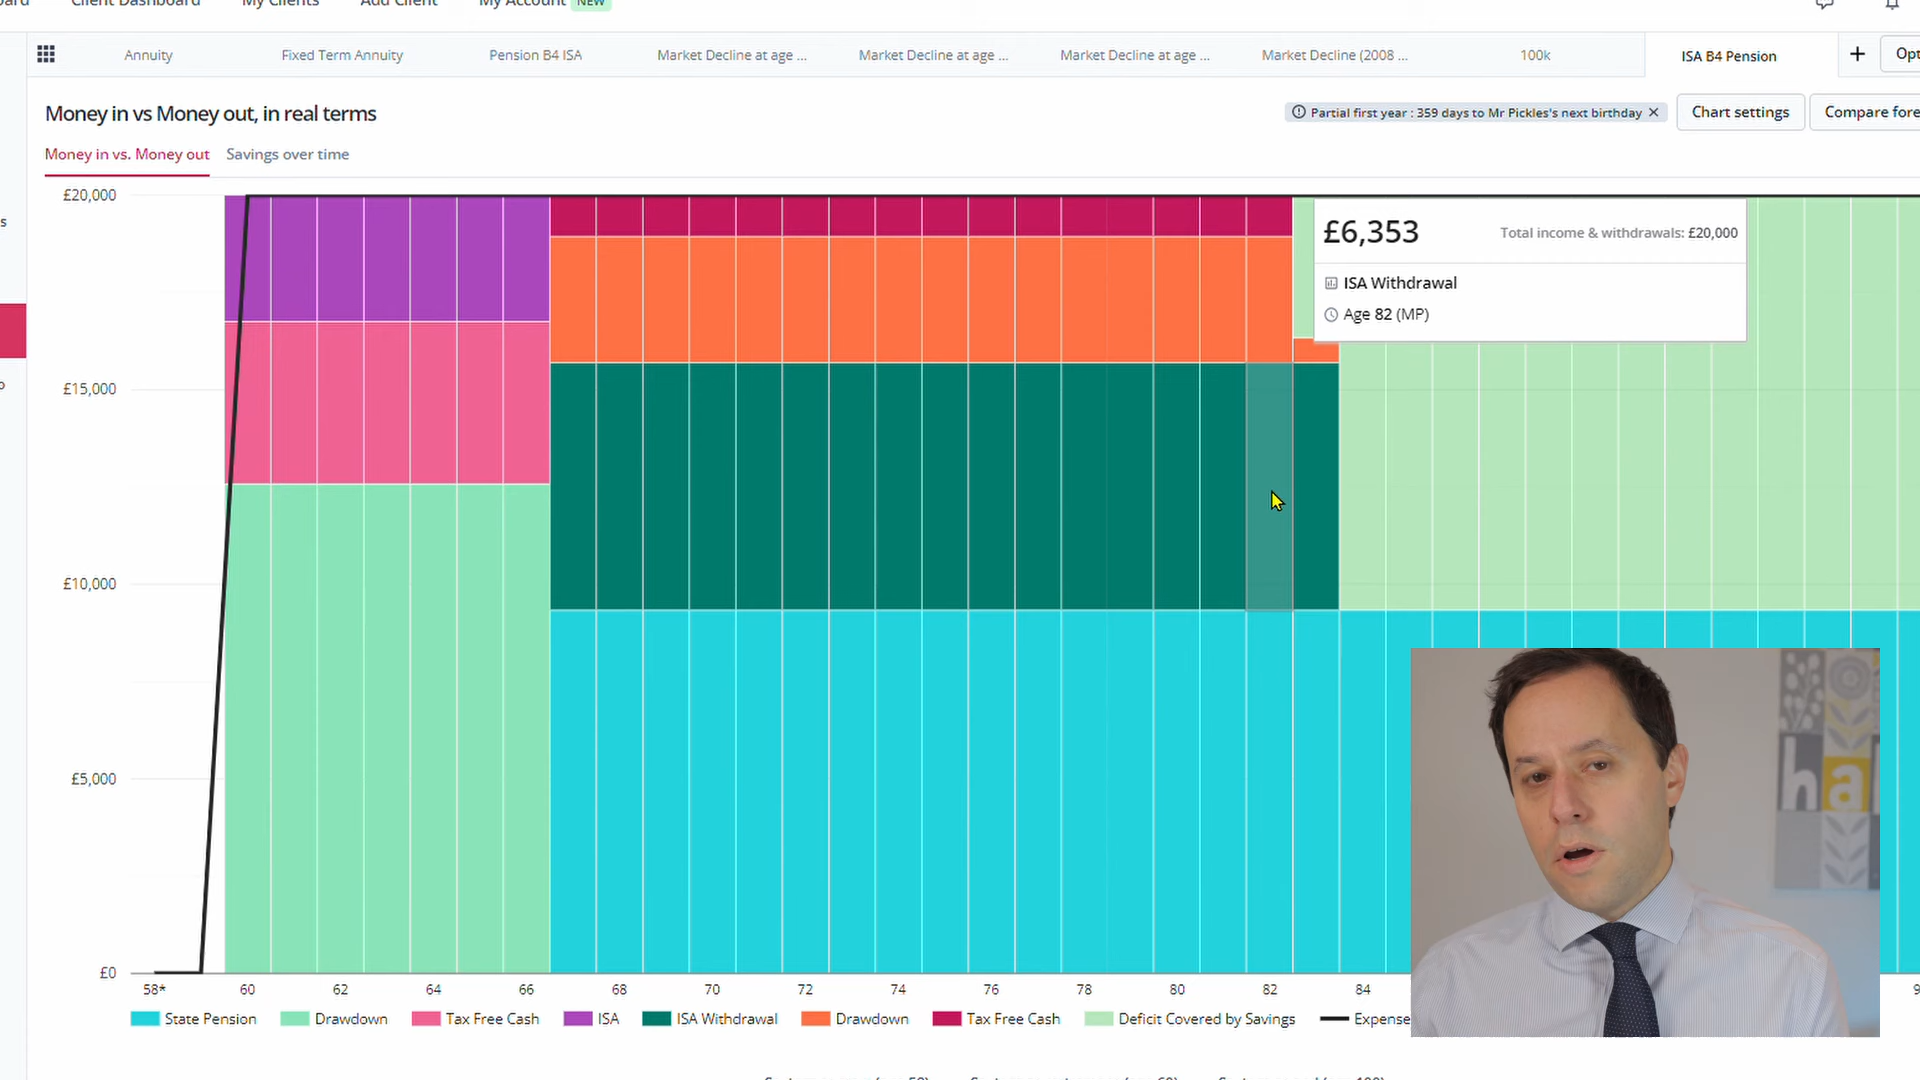 Client Dashboard My Clients Add Client My Account NEW
Annuity Fixed Term Annuity Pension B4 ISA Market Decline at age ... Market Decline at age ... Market Decline at age ... Market Decline (2008 ... 100k ISA B4 Pension + Opt
Money in vs Money out, in real terms
Partial first year : 359 days to Mr Pickles's next birthday
Chart settings
Compare fore
Money in vs. Money out Savings over time
£20,000
£15,000
£10,000
£5,000
£0
£6,353 Total income & withdrawals: £20,000
ISA Withdrawal
Age 82 (MP)
ha
58* 60 62 64 66 68 70 72 74 76 78 80 82 84 9
State Pension Drawdown Tax Free Cash ISA ISA Withdrawal Drawdown Tax Free Cash Deficit Covered by Savings Expense